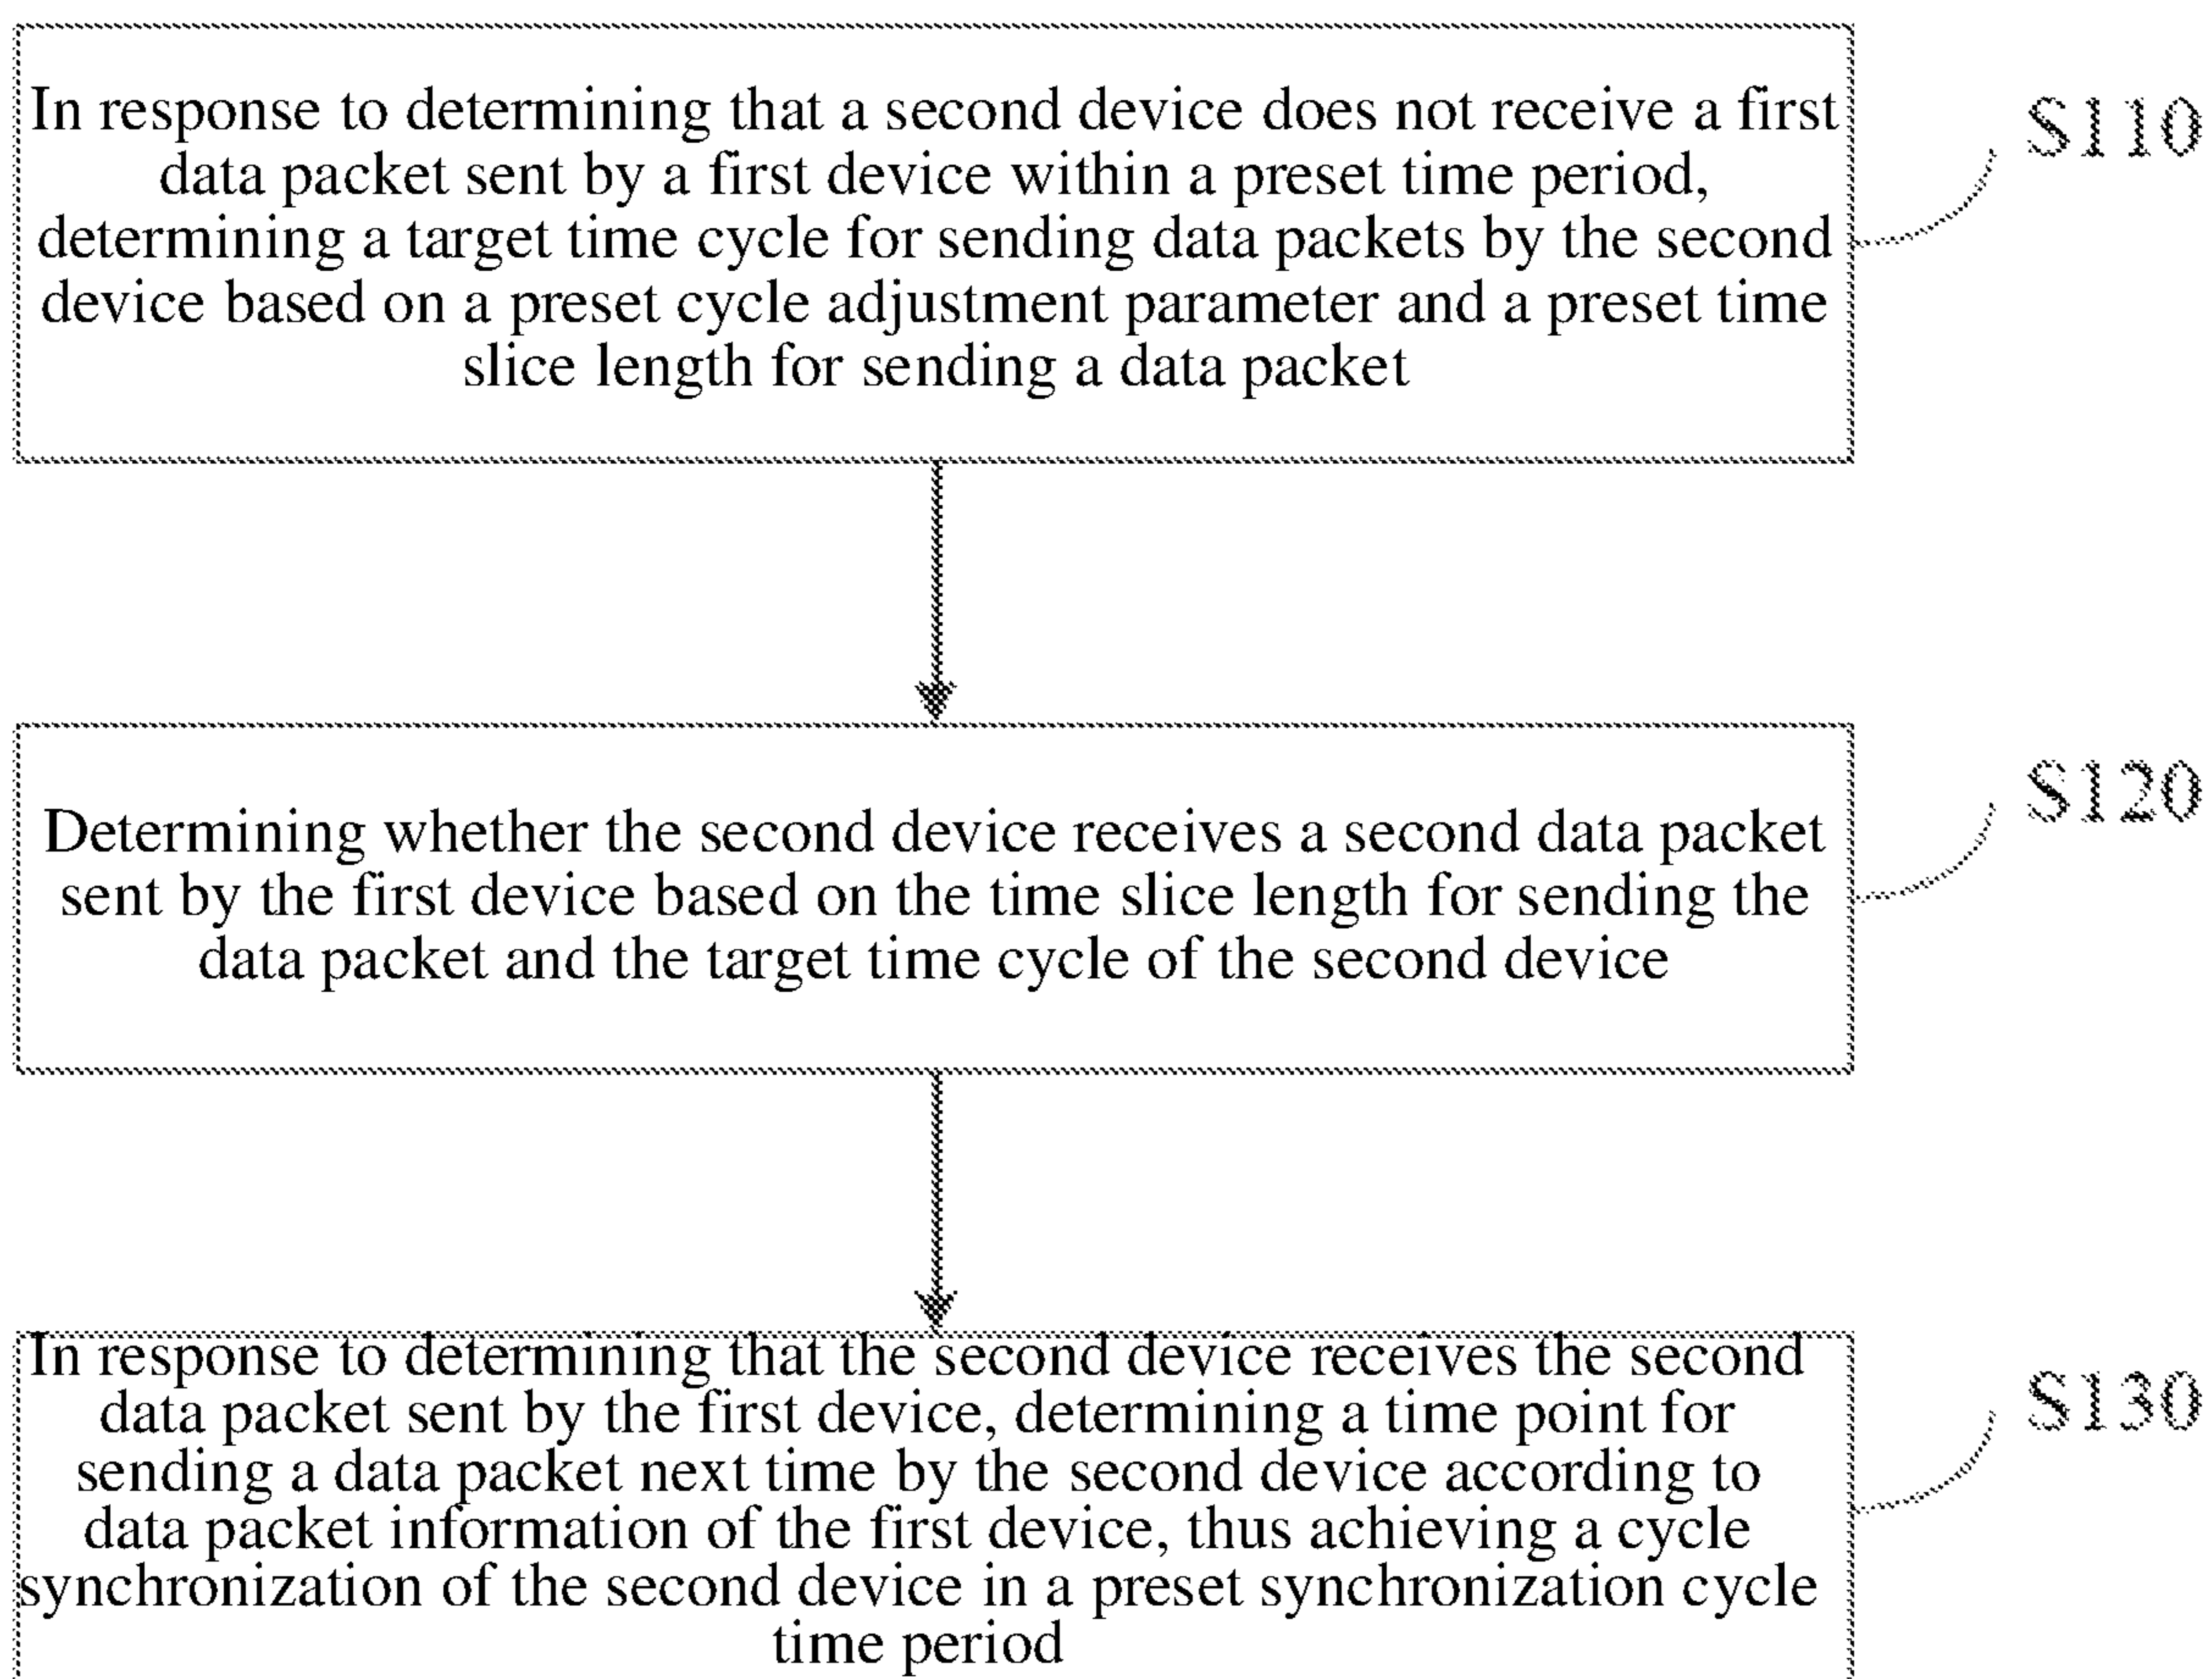 In response to determining that a second device does not receive a first
data packet sent by a first device within a preset time period,
determining a target time cycle for sending data packets by the second
device based on a preset cycle adjustment parameter and a preset time
slice length for sending a data packet
S110
Determining whether the second device receives a second data packet
sent by the first device based on the time slice length for sending the
data packet and the target time cycle of the second device
S120
In response to determining that the second device receives the second
data packet sent by the first device, determining a time point for
sending a data packet next time by the second device according to
data packet information of the first device, thus achieving a cycle
synchronization of the second device in a preset synchronization cycle
time period
S130